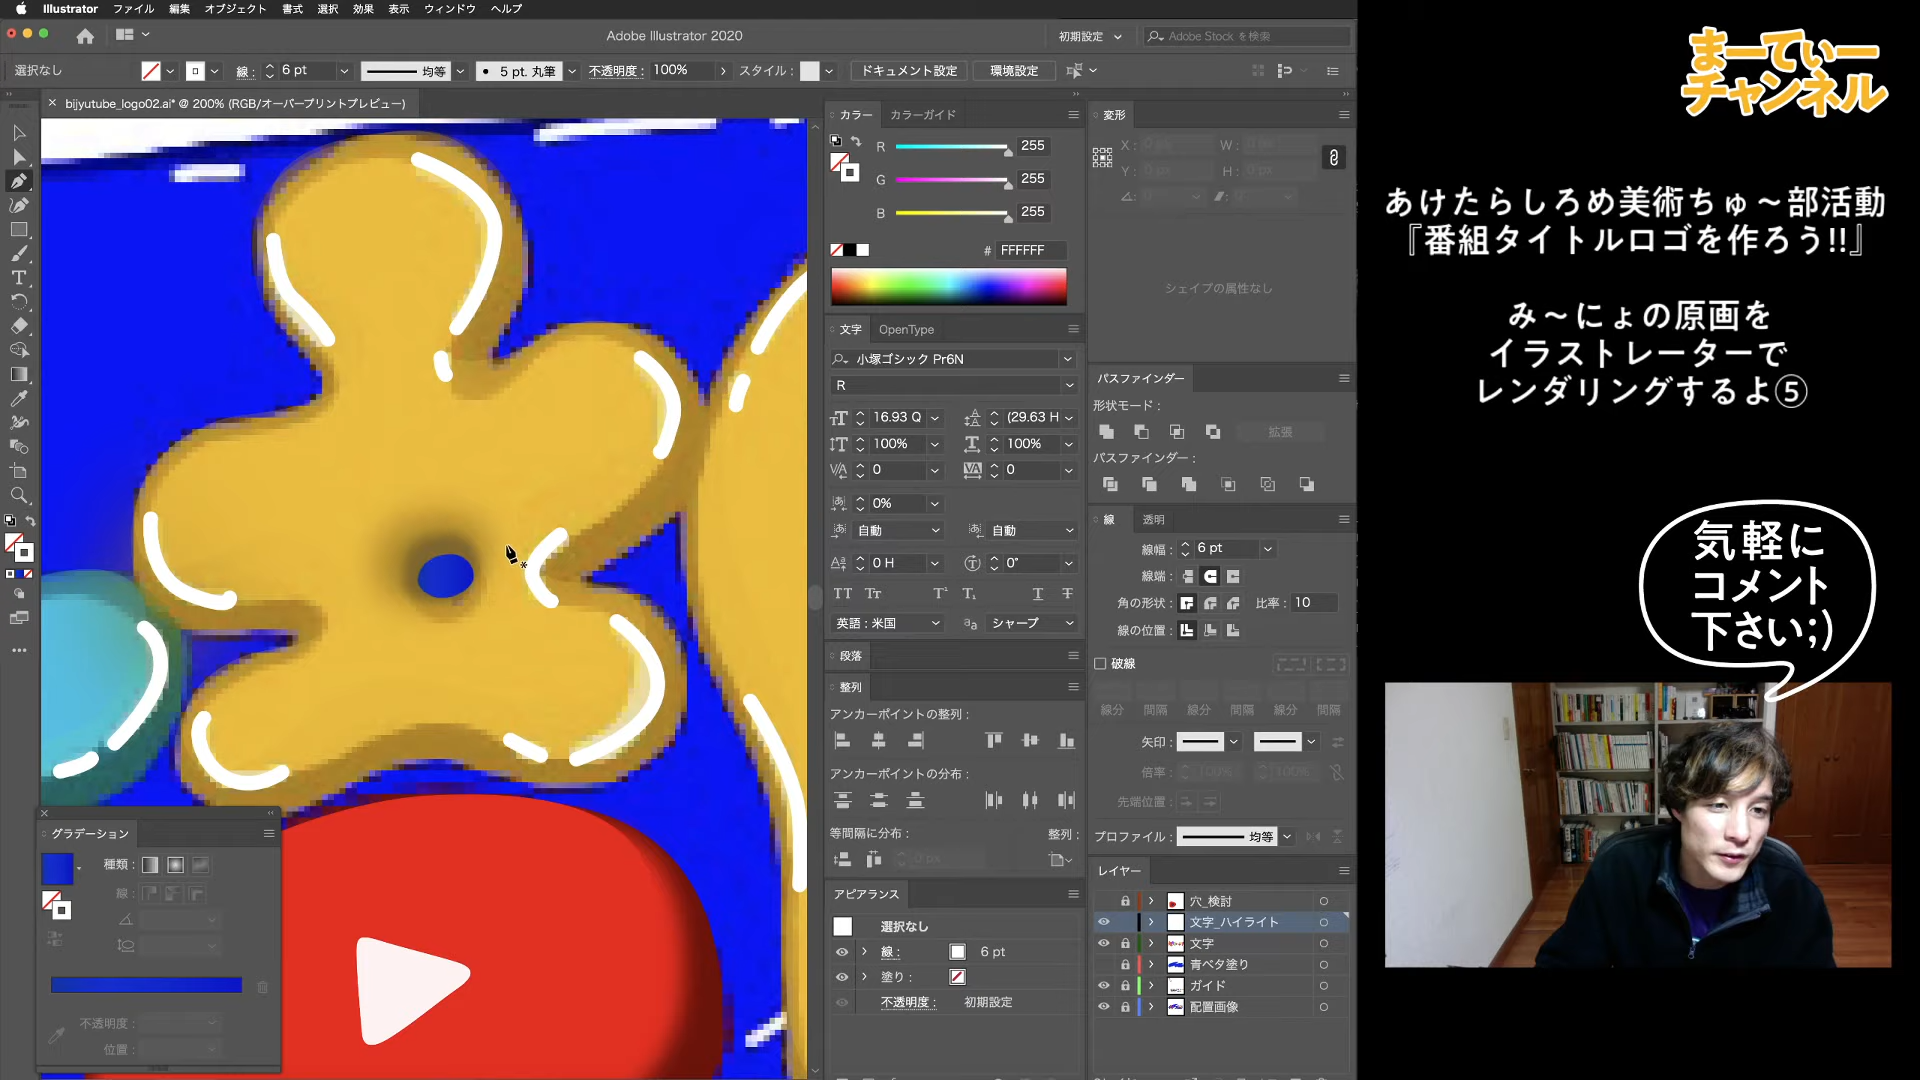 Illustrator ファイル 編集 オブジェクト 書式 選択 効果 表示 ウィンドウ ヘルプ
Adobe Illustrator 2020
初期設定
Adobe Stock を検索
選択なし
線 : 6 pt
均等
5 pt. 丸筆
不透明度 : 100%
スタイル :
ドキュメント設定
環境設定
bijyutube_logo02.ai* @ 200% (RGB/オーバープリントプレビュー)
カラー カラーガイド
R 255
G 255
B 255
# FFFFFF
文字 OpenType
小塚ゴシック Pr6N
R
16.93 Q (29.63 H
100% 100%
0 0
0%
自動 自動
0 H 0°
英語 : 米国 シャープ
段落
整列
アンカーポイントの整列 :
アンカーポイントの分布 :
等間隔に分布 : 整列 :
0 px
アピアランス
選択なし
線 : 6 pt
塗り :
不透明度 : 初期設定
変形
X : 0 px W : 0 px
Y : 0 px H : 0 px
シェイプの属性なし
パスファインダー
形状モード :
拡張
パスファインダー :
線 透明
線幅 : 6 pt
線端 :
角の形状 : 比率 : 10
線の位置 :
破線
線分 間隔 線分 間隔 線分 間隔
矢印 :
倍率 : 100% 100%
先端位置 :
プロファイル : 均等
レイヤー
穴_検討
文字_ハイライト
文字
青ベタ塗り
ガイド
配置画像
グラデーション
種類 :
線 :
不透明度 :
位置 :
まーてぃー
チャンネル
あけたらしろめ美術ちゅ～部活動
『番組タイトルロゴを作ろう!!』
み～にょの原画を
イラストレーターで
レンダリングするよ⑤
気軽に
コメント
下さい;)